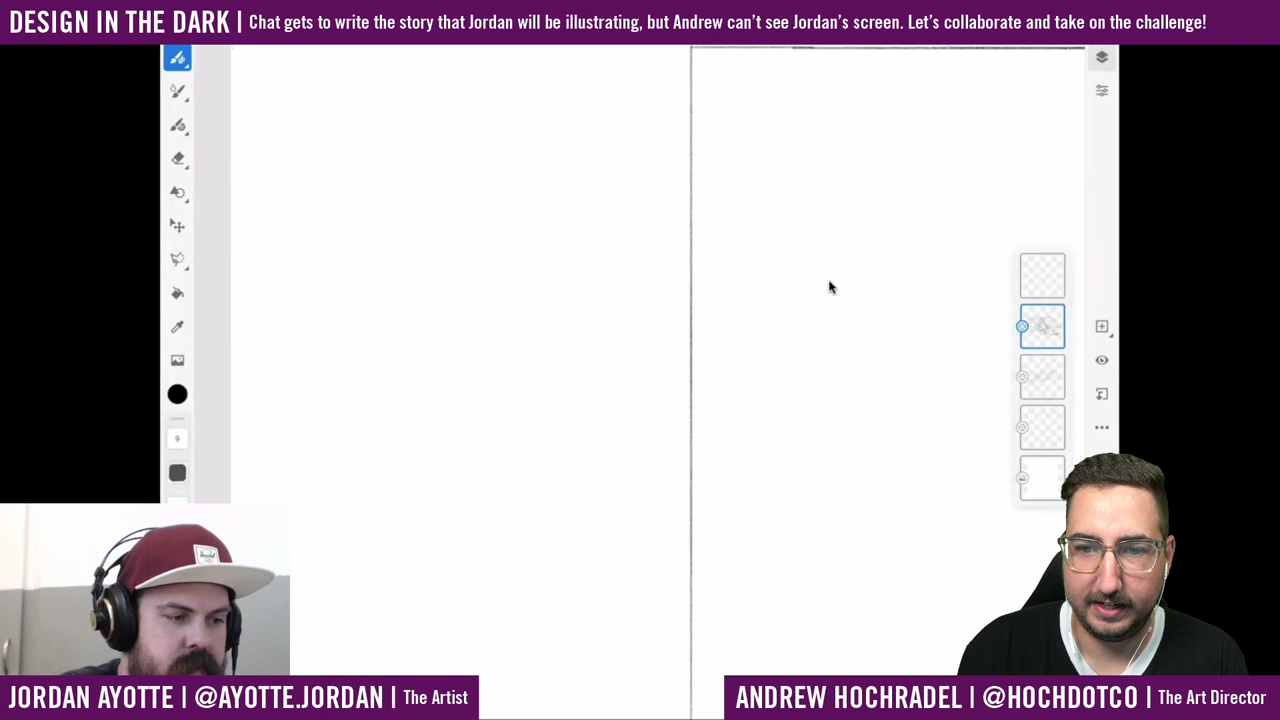 DESIGN IN THE DARK | Chat gets to write the story that Jordan will be illustrating, but Andrew can't see Jordan's screen. Let's collaborate and take on the challenge!
9
JORDAN AYOTTE | @AYOTTE.JORDAN | The Artist
ANDREW HOCHRADEL | @HOCHDOTCO | The Art Director